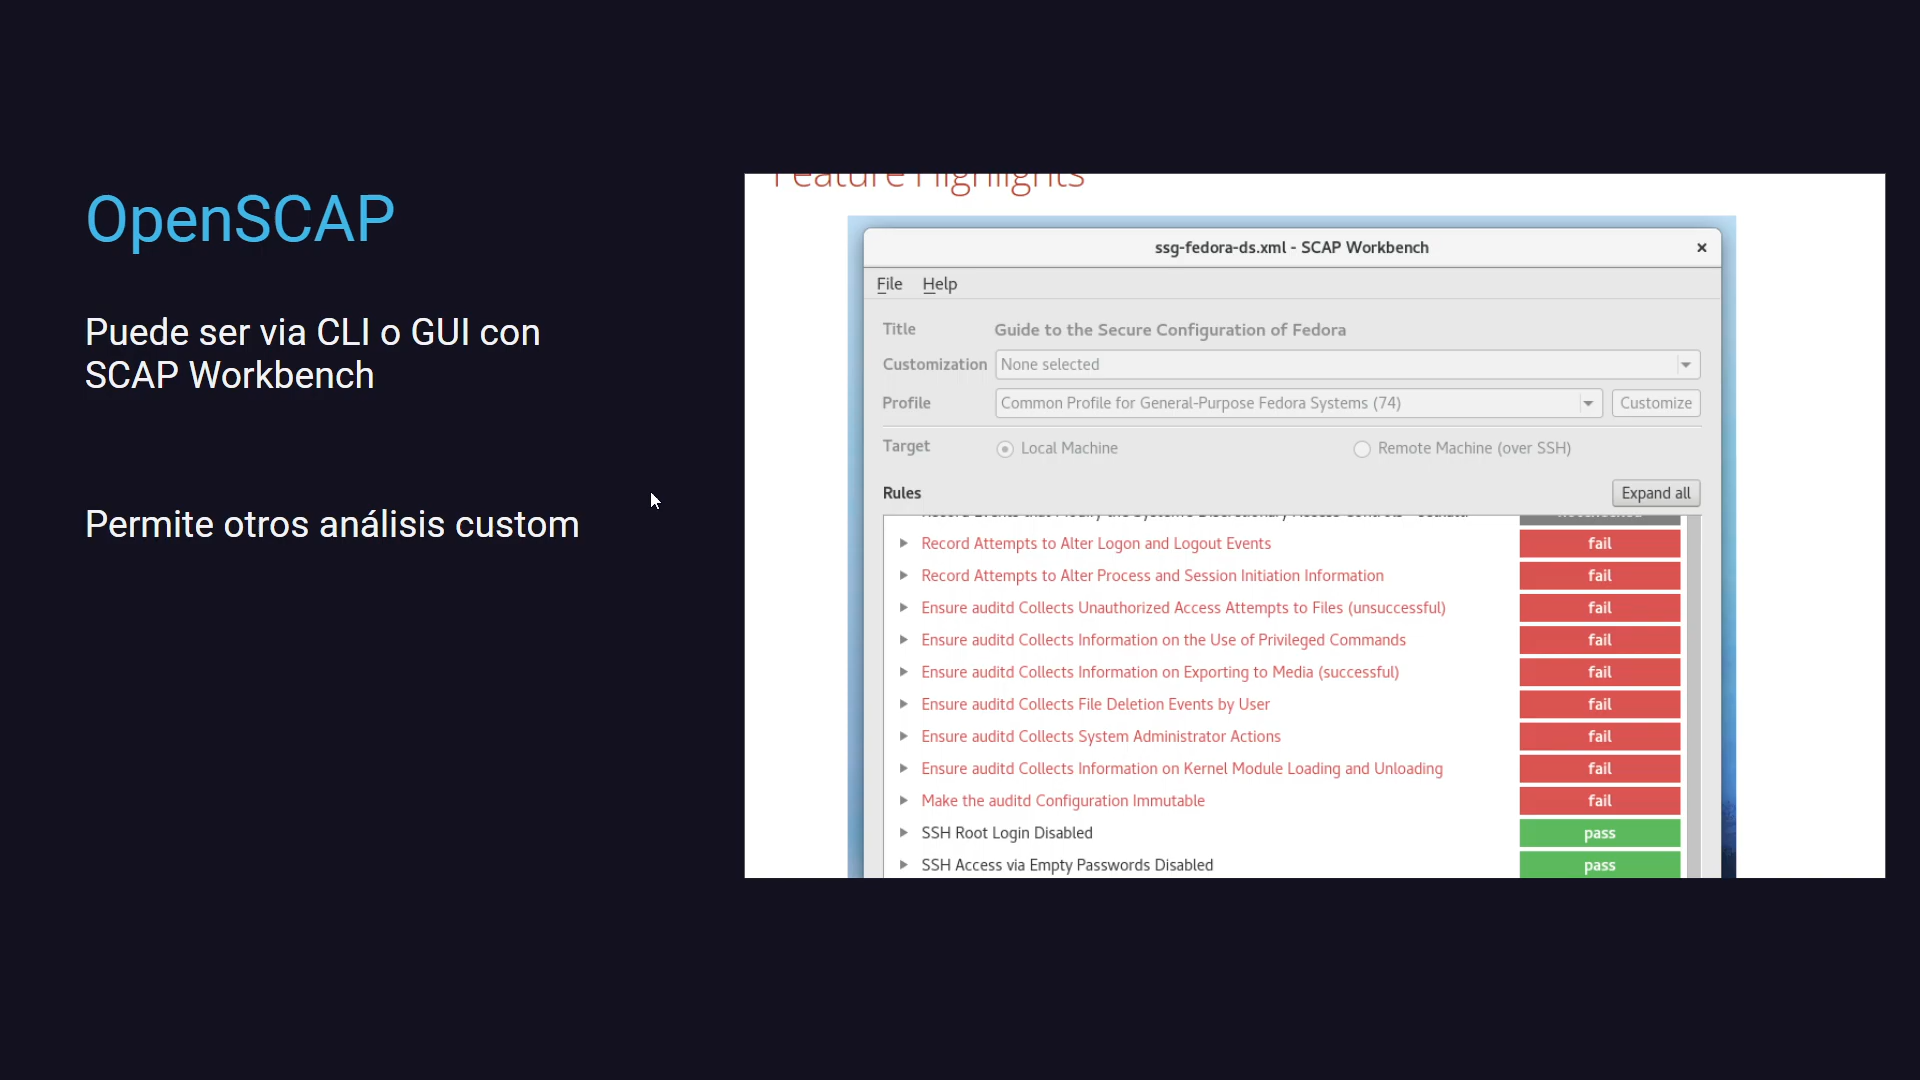 OpenSCAP
Puede ser via CLI o GUI con
SCAP Workbench
Permite otros análisis custom
Feature Highlights
ssg-fedora-ds.xml - SCAP Workbench
File Help
Title Guide to the Secure Configuration of Fedora
Customization None selected
Profile Common Profile for General-Purpose Fedora Systems (74) Customize
Target Local Machine Remote Machine (over SSH)
Rules Expand all
Record Attempts to Alter Logon and Logout Events fail
Record Attempts to Alter Process and Session Initiation Information fail
Ensure auditd Collects Unauthorized Access Attempts to Files (unsuccessful) fail
Ensure auditd Collects Information on the Use of Privileged Commands fail
Ensure auditd Collects Information on Exporting to Media (successful) fail
Ensure auditd Collects File Deletion Events by User fail
Ensure auditd Collects System Administrator Actions fail
Ensure auditd Collects Information on Kernel Module Loading and Unloading fail
Make the auditd Configuration Immutable fail
SSH Root Login Disabled pass
SSH Access via Empty Passwords Disabled pass